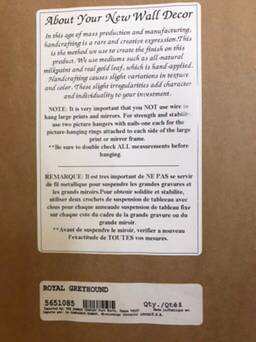 About Your New Wall Decor
In this age of mass production and manufacturing,
handcrafting is a rare and creative expression. This
is the method we use to create the finish on this
product. We use mediums such as all-natural
milkpaints and real gold leaf, which is hand applied.
Handcrafting causes slight variations in texture
and color. These slight irregularities add character
and individuality to your investment.
NOTE: It is very important that you NOT use wire to
hang large prints and mirrors. For strength and stability
use two picture hangers with nails-one each for the
picture-hanging rings attached to each side of the large
print or mirror frame.
**Be sure to double check ALL measurements before
hanging.
REMARQUE: Il est tres important de NE PAS se servir
de fil metallique pour suspendre les grandes gravures et
les grands miroirs. Pour obtenir solidite et stabilite,
utiliser deux crochets de suspension de tableau avec
clous pour chaque anneade suspension de tableau fixe
sur chaque cote du cadre de la grande gravure ou du
grande miroir.
**Avant de suspendre le miroir, verifier a nouveau
l'exactitude de TOUTES vos mesures.
ROYAL GREYHOUND
5651085
Qty./Qté